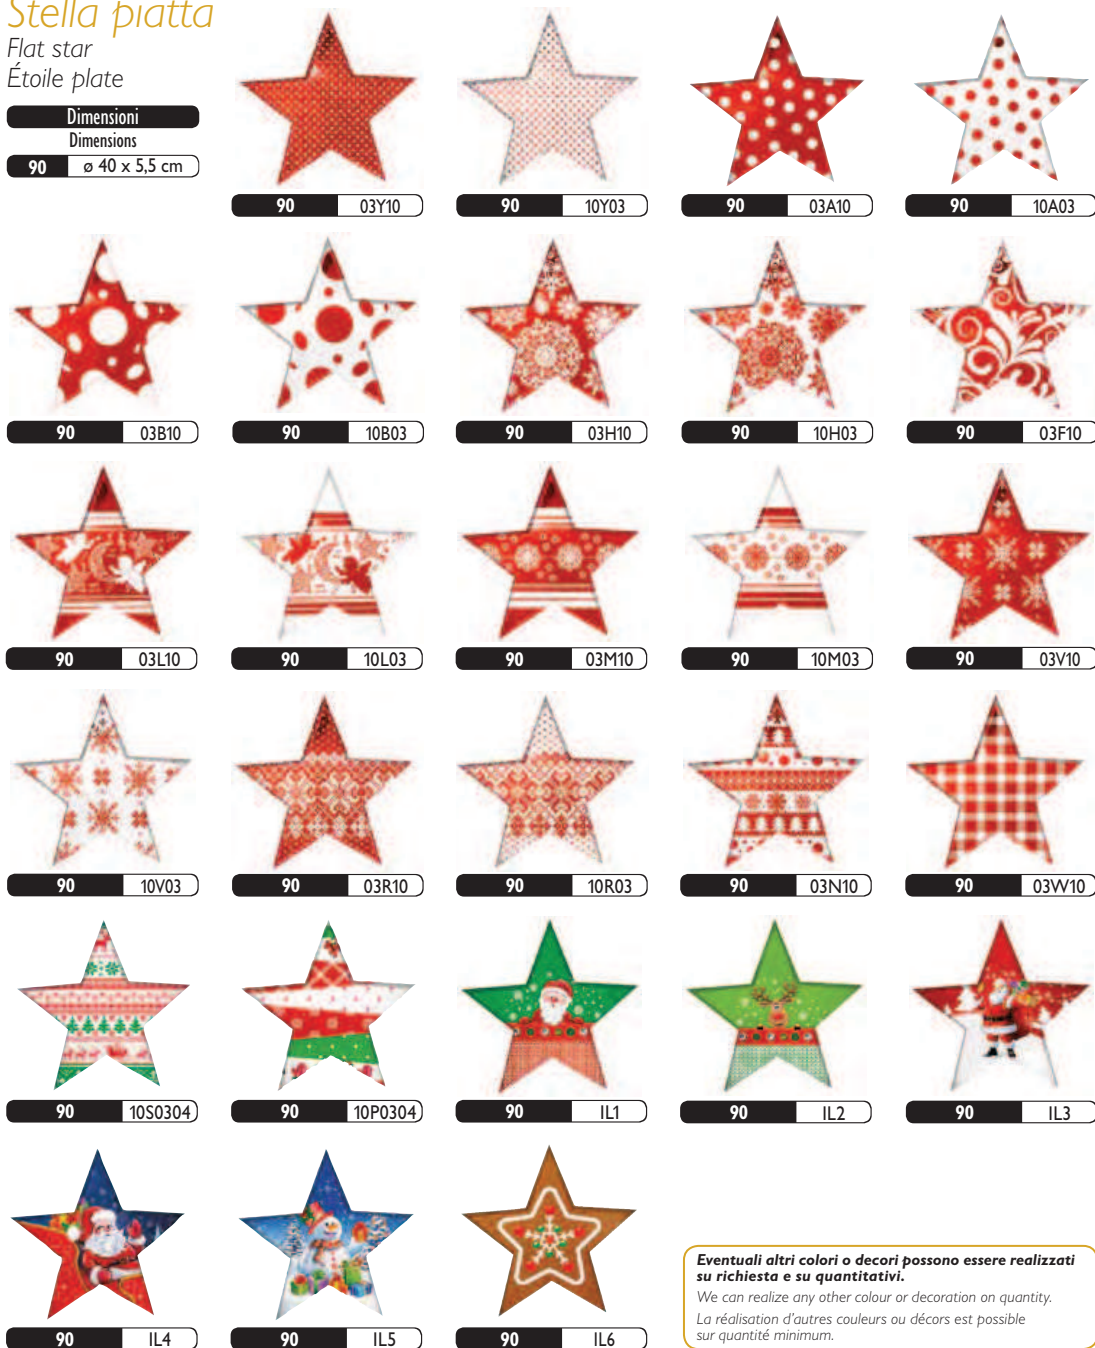 Stella piatta
Flat star
Étoile plate
Dimensioni
Dimensions
90 ø 40 x 5,5 cm
90 03Y10
90 10Y03
90 03A10
90 10A03
90 03B10
90 10B03
90 03H10
90 10H03
90 03F10
90 03L10
90 10L03
90 03M10
90 10M03
90 03V10
90 10V03
90 03R10
90 10R03
90 03N10
90 03W10
90 10S0304
90 10P0304
90 IL1
90 IL2
90 IL3
90 IL4
90 IL5
90 IL6
Eventuali altri colori o decori possono essere realizzati
su richiesta e su quantitativi.
We can realize any other colour or decoration on quantity.
La réalisation d'autres couleurs ou décors est possible
sur quantité minimum.